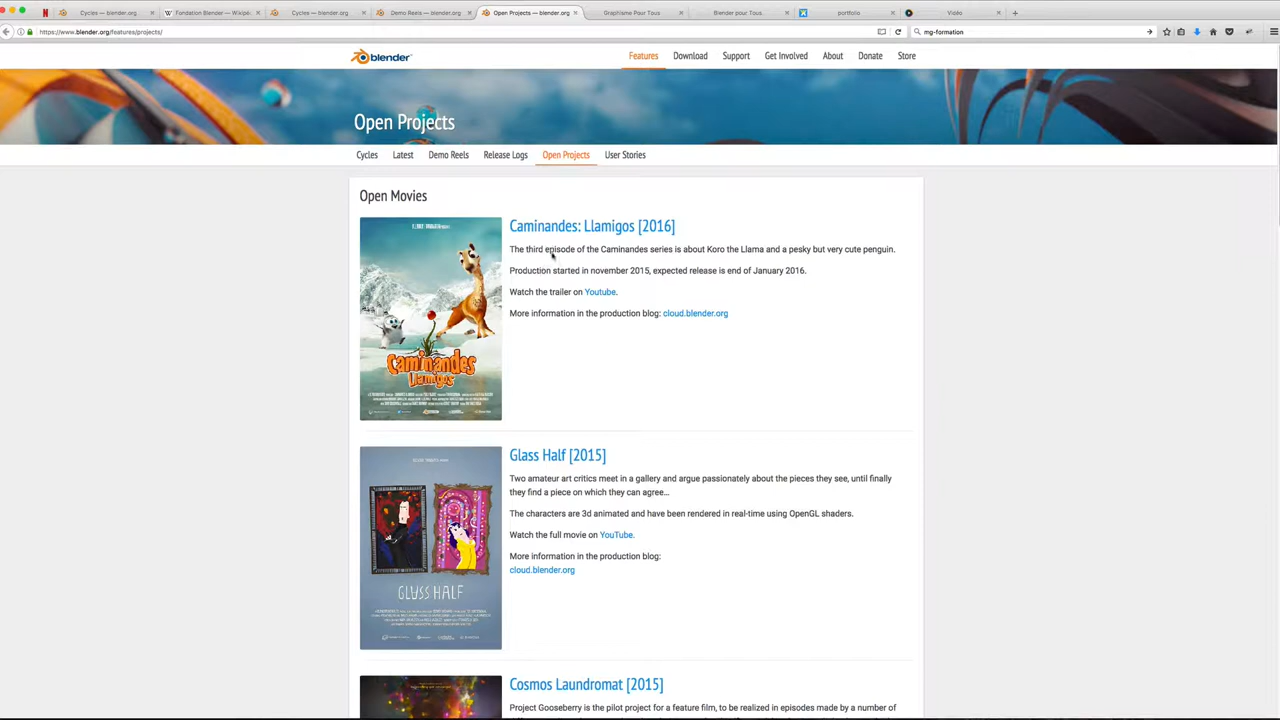 Cycles — blender.org
Fondation Blender — Wikipé
Cycles — blender.org
Demo Reels — blender.org
Open Projects — blender.org
Graphisme Pour Tous
Blender pour Tous.
portfolio
Vidéo
https://www.blender.org/features/projects/
mg-formation
blender
Features
Download
Support
Get Involved
About
Donate
Store
Open Projects
Cycles
Latest
Demo Reels
Release Logs
Open Projects
User Stories
Open Movies
Caminandes: Llamigos [2016]
The third episode of the Caminandes series is about Koro the Llama and a pesky but very cute penguin.
Production started in november 2015, expected release is end of January 2016.
Watch the trailer on Youtube.
More information in the production blog: cloud.blender.org
Caminandes
Llamigos
Glass Half [2015]
Two amateur art critics meet in a gallery and argue passionately about the pieces they see, until finally
they find a piece on which they can agree...
The characters are 3d animated and have been rendered in real-time using OpenGL shaders.
Watch the full movie on YouTube.
More information in the production blog:
cloud.blender.org
GLASS HALF
Cosmos Laundromat [2015]
Project Gooseberry is the pilot project for a feature film, to be realized in episodes made by a number of